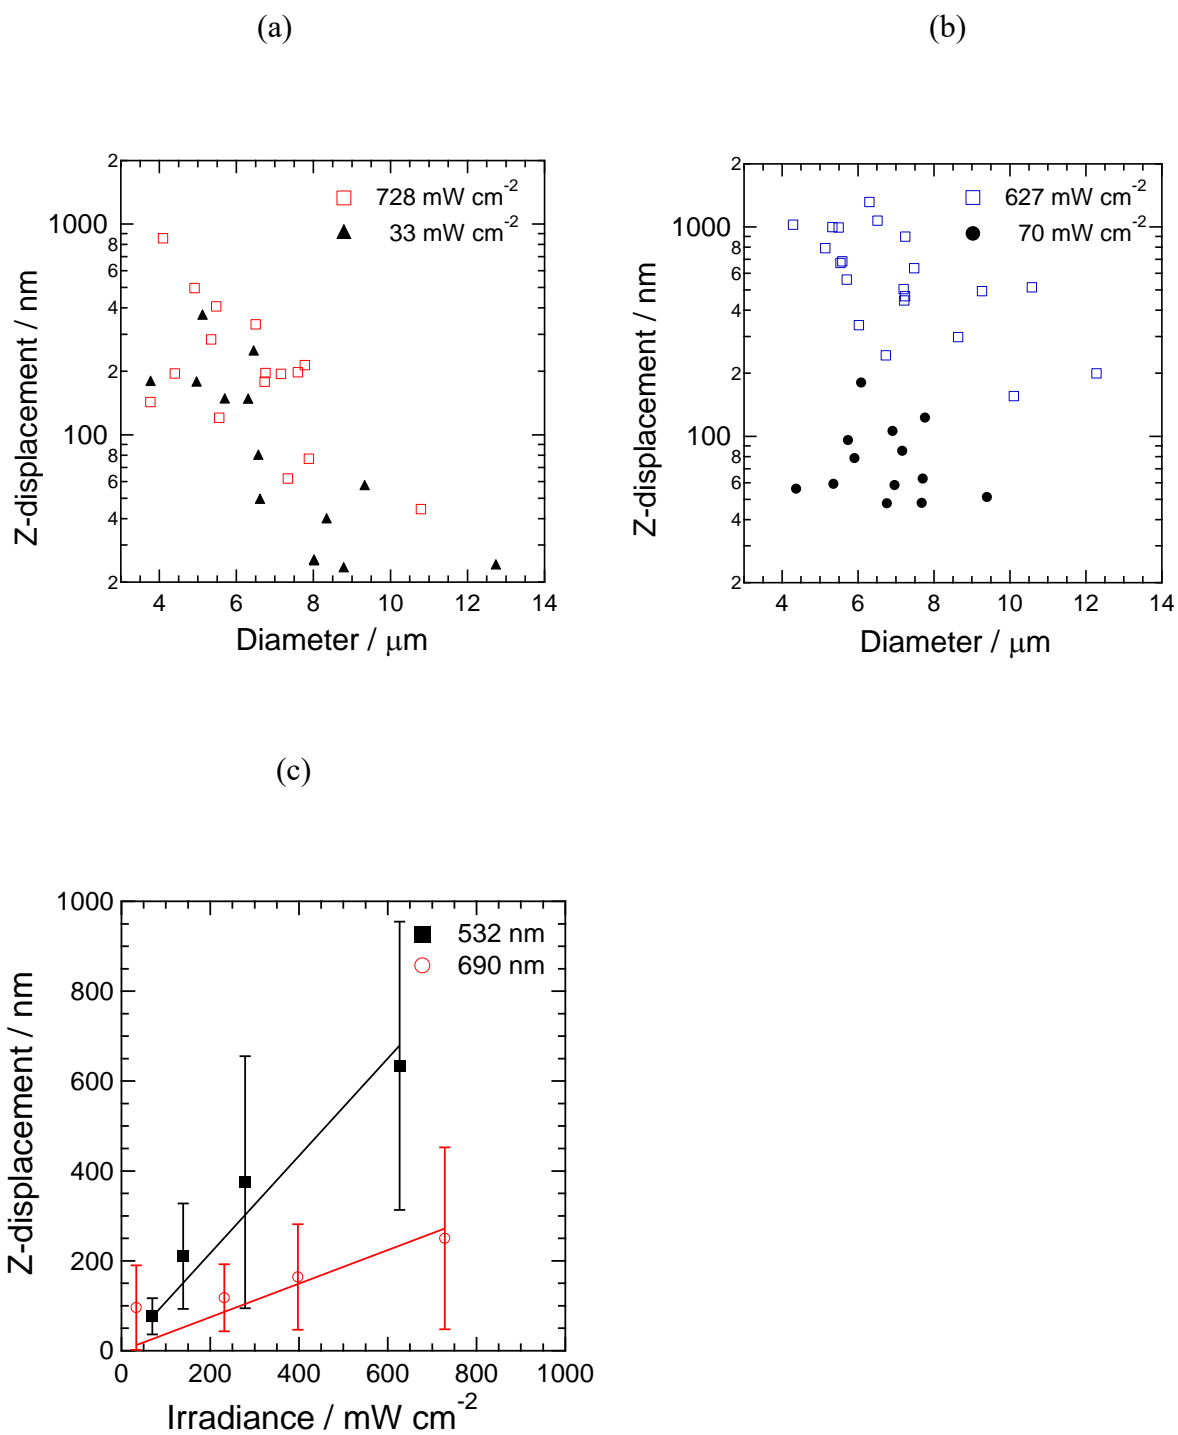 (a)
(b)
2
1000
8
6
4
2
100
8
6
4
2
Z-displacement / nm
728 mW cm-2
33 mW cm-2
4 6 8 10 12 14
Diameter / μm
2
1000
8
6
4
2
100
8
6
4
2
Z-displacement / nm
627 mW cm-2
70 mW cm-2
4 6 8 10 12 14
Diameter / μm
(c)
1000
800
600
400
200
0
Z-displacement / nm
532 nm
690 nm
0 200 400 600 800 1000
Irradiance / mW cm-2